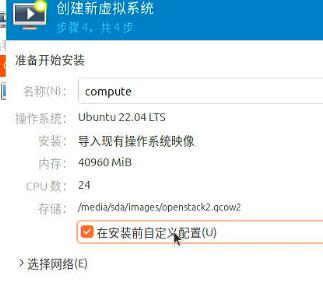 创建新虚拟系统
步骤 4，共 4 步
准备开始安装
名称(N)： compute
操作系统： Ubuntu 22.04 LTS
安装： 导入现有操作系统映像
内存： 40960 MiB
CPU 数： 24
存储： /media/sda/images/openstack2.qcow2
在安装前自定义配置(U)
选择网络(E)